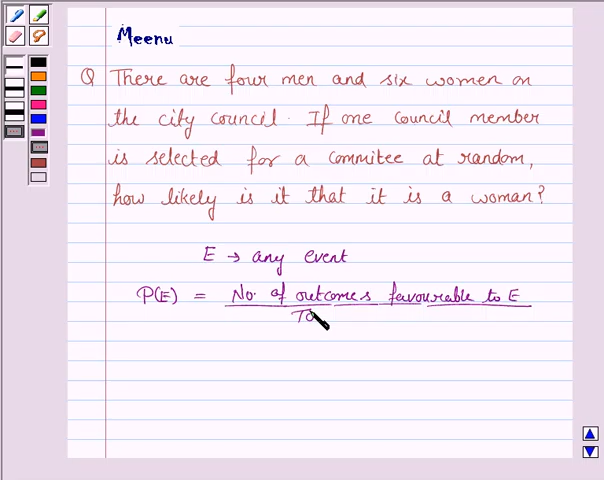 Meenu
Q There are four men and six women on
the city council. If one council member
is selected for a commitee at random,
how likely is it that it is a woman?
E → any event
P(E) = No. of outcomes favourable to E
To